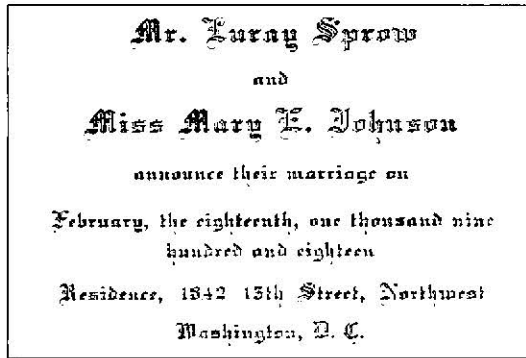 Mr. Luray Sprow
and
Miss Mary E. Johnson
announce their marriage on
February, the eighteenth, one thousand nine
hundred and eighteen
Residence, 1842 13th Street, Northwest
Washington, D. C.